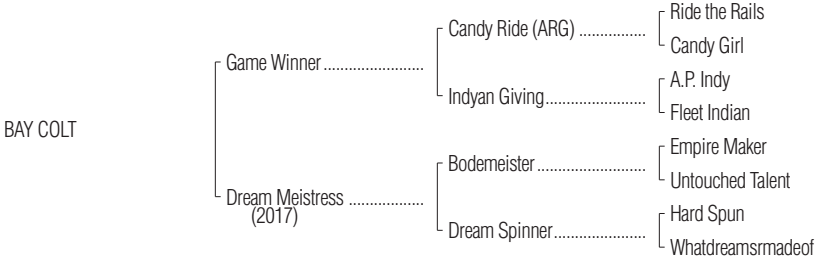 Ride the Rails
Candy Ride (ARG) ................
Candy Girl
Game Winner........................
A.P. Indy
Indyan Giving........................
Fleet Indian
BAY COLT
Empire Maker
Bodemeister..........................
Untouched Talent
Dream Meistress ..................
(2017)
Hard Spun
Dream Spinner......................
Whatdreamsrmadeof